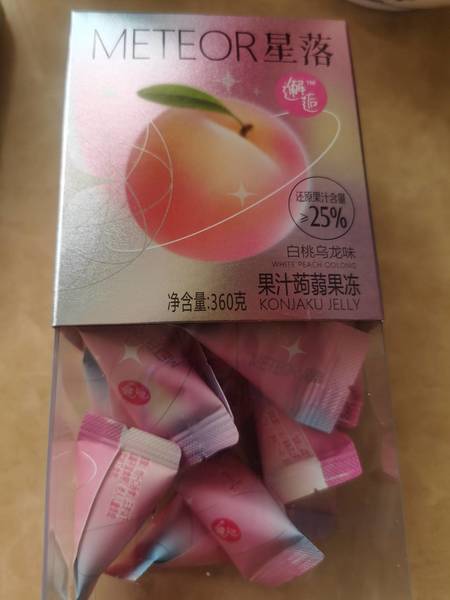 METEOR星落
邂逅™
还原果汁含量
≥25%
白桃乌龙味
WHITE PEACH OOLONG
果汁蒟蒻果冻
净含量:360克
KONJAKU JELLY